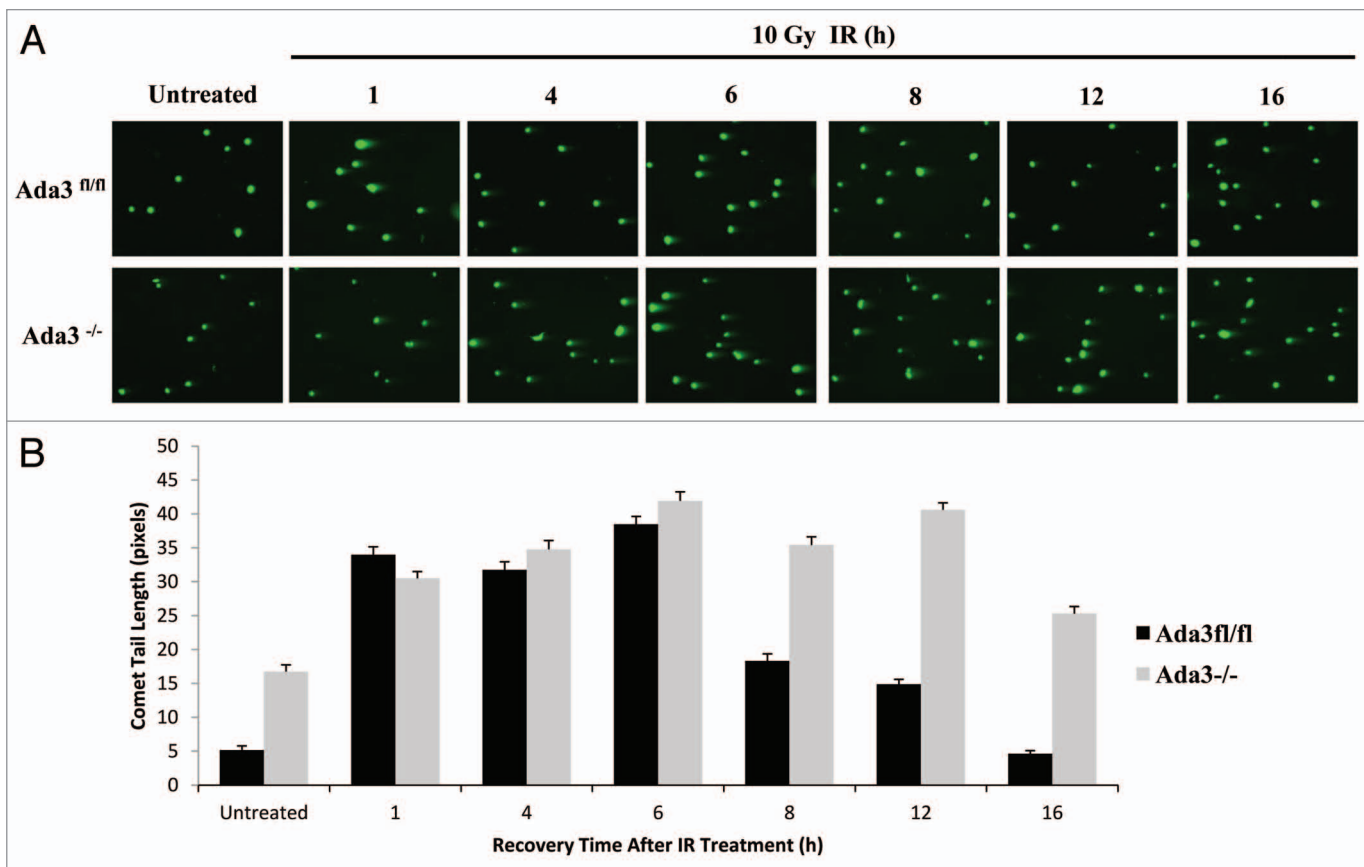 A
10 Gy IR (h)
Untreated 1 4 6 8 12 16
Ada3 fl/fl
Ada3 -/-
B
50
45
40
35
30
25
20
15
10
5
0
Comet Tail Length (pixels)
Untreated 1 4 6 8 12 16
Recovery Time After IR Treatment (h)
Ada3fl/fl
Ada3-/-